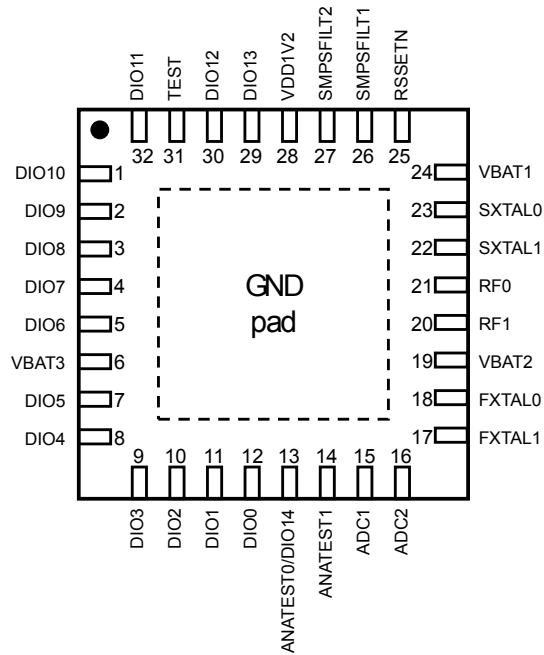 DIO11
TEST
DIO12
DIO13
VDD1V2
SMPSFILT2
SMPSFILT1
RSSETN
32
31
30
29
28
27
26
25
DIO10 1
DIO9 2
DIO8 3
DIO7 4
DIO6 5
VBAT3 6
DIO5 7
DIO4 8
GND
pad
24 VBAT1
23 SXTAL0
22 SXTAL1
21 RF0
20 RF1
19 VBAT2
18 FXTAL0
17 FXTAL1
9
10
11
12
13
14
15
16
DIO3
DIO2
DIO1
DIO0
ANATEST0/DIO14
ANATEST1
ADC1
ADC2